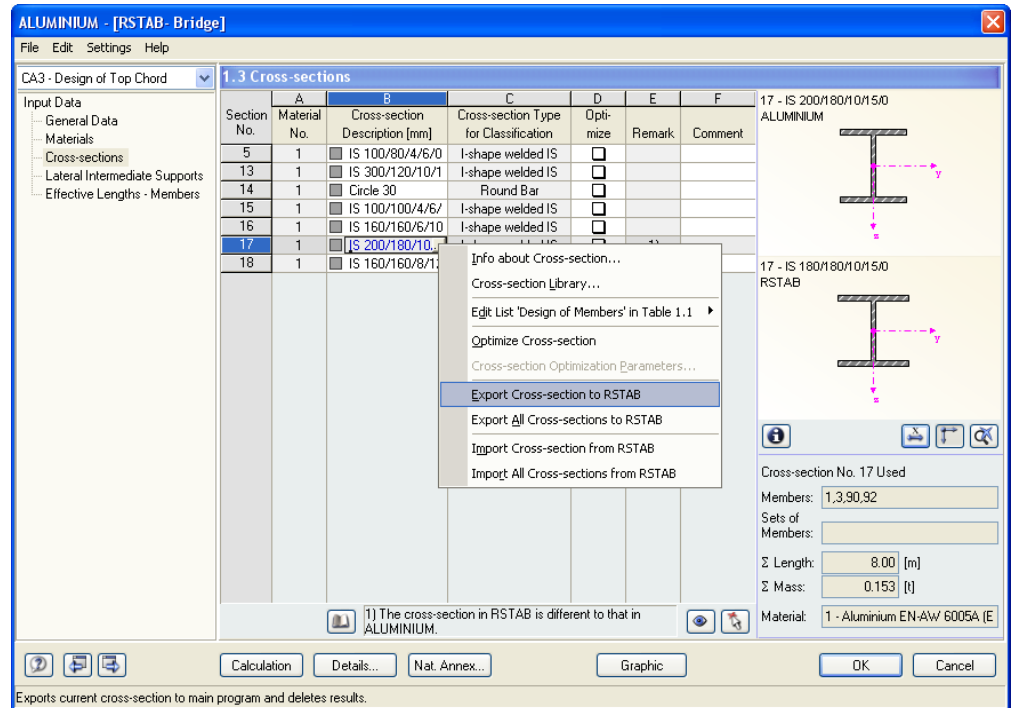 ALUMINIUM - [RSTAB- Bridge]
File Edit Settings Help
CA3 - Design of Top Chord
Input Data
General Data
Materials
Cross-sections
Lateral Intermediate Supports
Effective Lengths - Members
1.3 Cross-sections
A B C D E F
Section Material Cross-section Cross-section Type Opti-
No. No. Description [mm] for Classification mize Remark Comment
5 1 IS 100/80/4/6/0 I-shape welded IS
13 1 IS 300/120/10/1 I-shape welded IS
14 1 Circle 30 Round Bar
15 1 IS 100/100/4/6/ I-shape welded IS
16 1 IS 160/160/6/10 I-shape welded IS
17 1 IS 200/180/10...
18 1 IS 160/160/8/1
Info about Cross-section...
Cross-section Library...
Edit List 'Design of Members' in Table 1.1
Optimize Cross-section
Cross-section Optimization Parameters...
Export Cross-section to RSTAB
Export All Cross-sections to RSTAB
Import Cross-section from RSTAB
Import All Cross-sections from RSTAB
1) The cross-section in RSTAB is different to that in
ALUMINIUM.
17 - IS 200/180/10/15/0
ALUMINIUM
y
z
17 - IS 180/180/10/15/0
RSTAB
y
z
Cross-section No. 17 Used
Members: 1,3,90,92
Sets of
Members:
Σ Length: 8.00 [m]
Σ Mass: 0.153 [t]
Material: 1 - Aluminium EN-AW 6005A (E
Calculation Details... Nat. Annex... Graphic OK Cancel
Exports current cross-section to main program and deletes results.